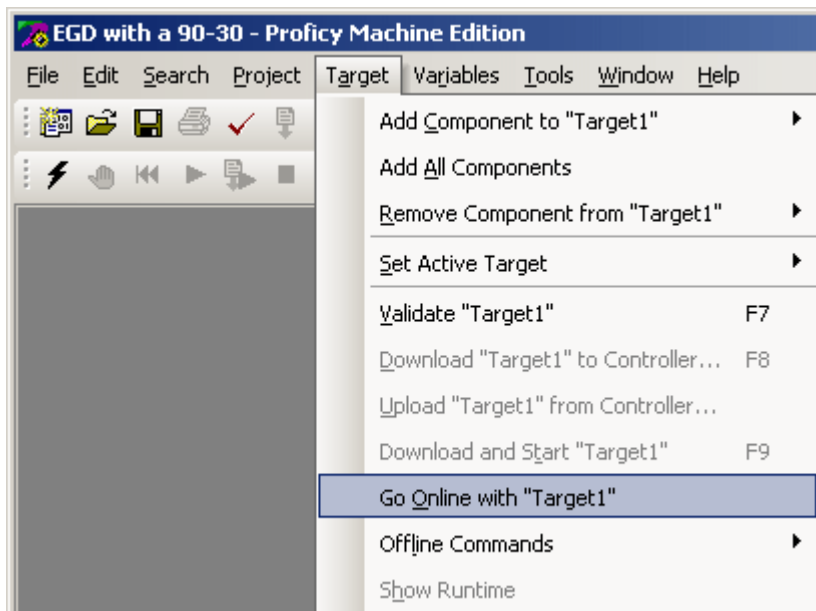 EGD with a 90-30 - Proficy Machine Edition
File Edit Search Project Target Variables Tools Window Help
Add Component to "Target1"
Add All Components
Remove Component from "Target1"
Set Active Target
Validate "Target1" F7
Download "Target1" to Controller... F8
Upload "Target1" from Controller...
Download and Start "Target1" F9
Go Online with "Target1"
Offline Commands
Show Runtime